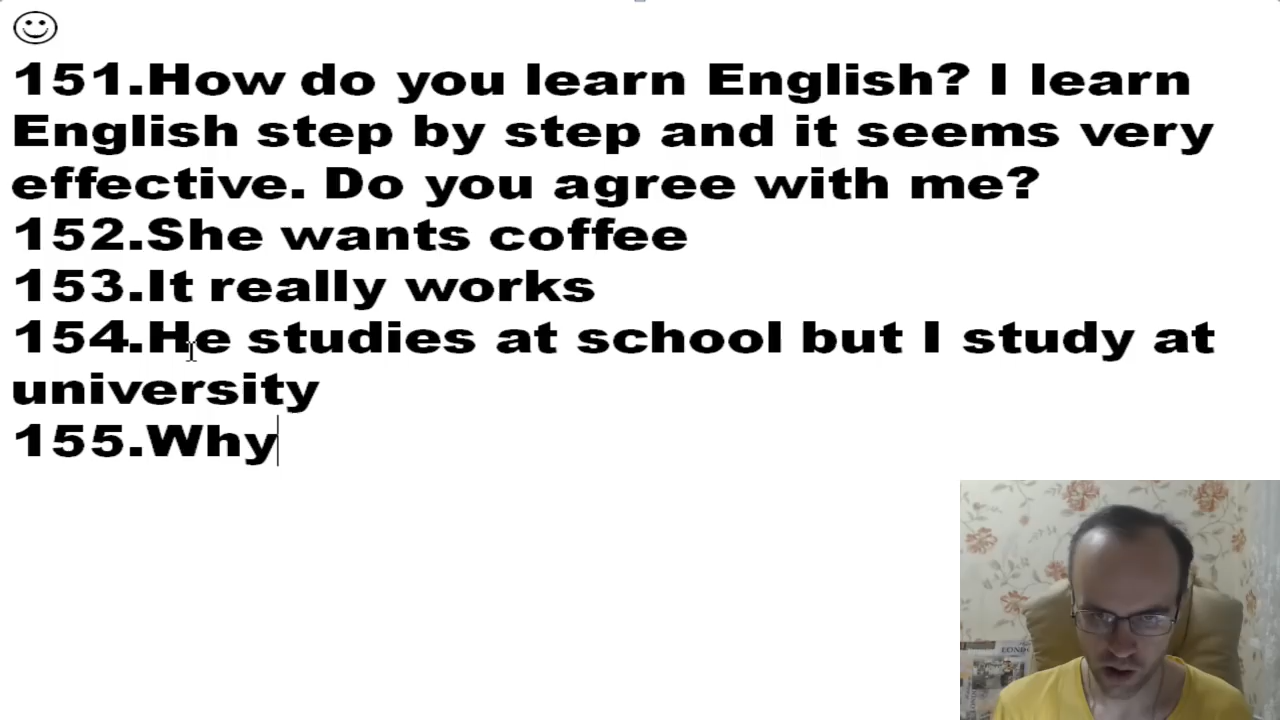 151.How do you learn English? I learn
English step by step and it seems very
effective. Do you agree with me?
152.She wants coffee
153.It really works
154.He studies at school but I study at
university
155.Why